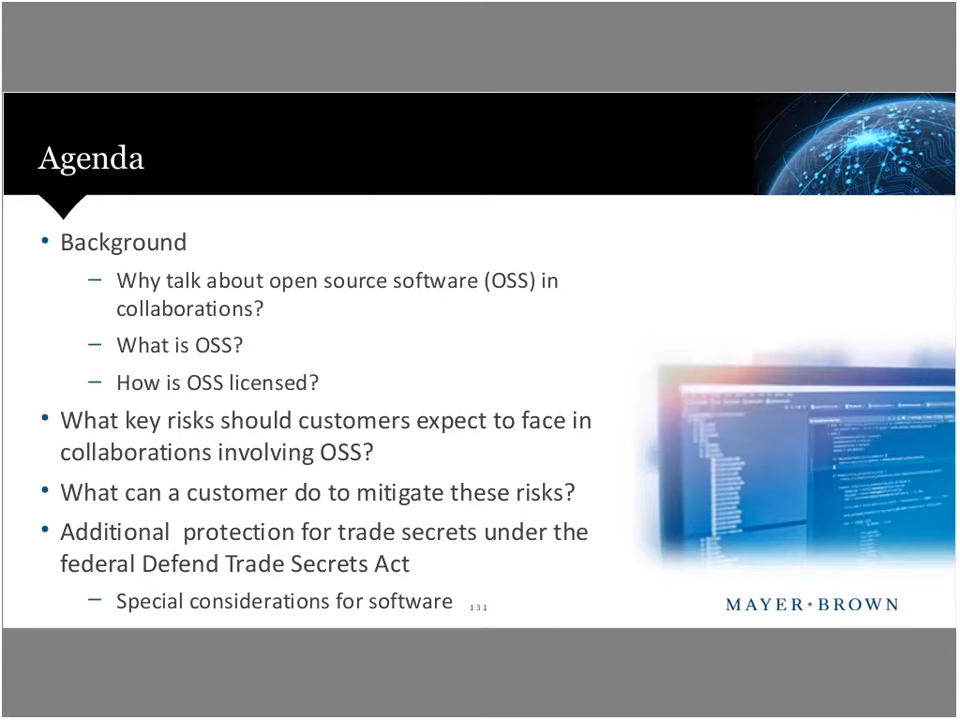 Agenda
• Background
– Why talk about open source software (OSS) in
collaborations?
– What is OSS?
– How is OSS licensed?
• What key risks should customers expect to face in
collaborations involving OSS?
• What can a customer do to mitigate these risks?
• Additional  protection for trade secrets under the
federal Defend Trade Secrets Act
– Special considerations for software
131
MAYER•BROWN